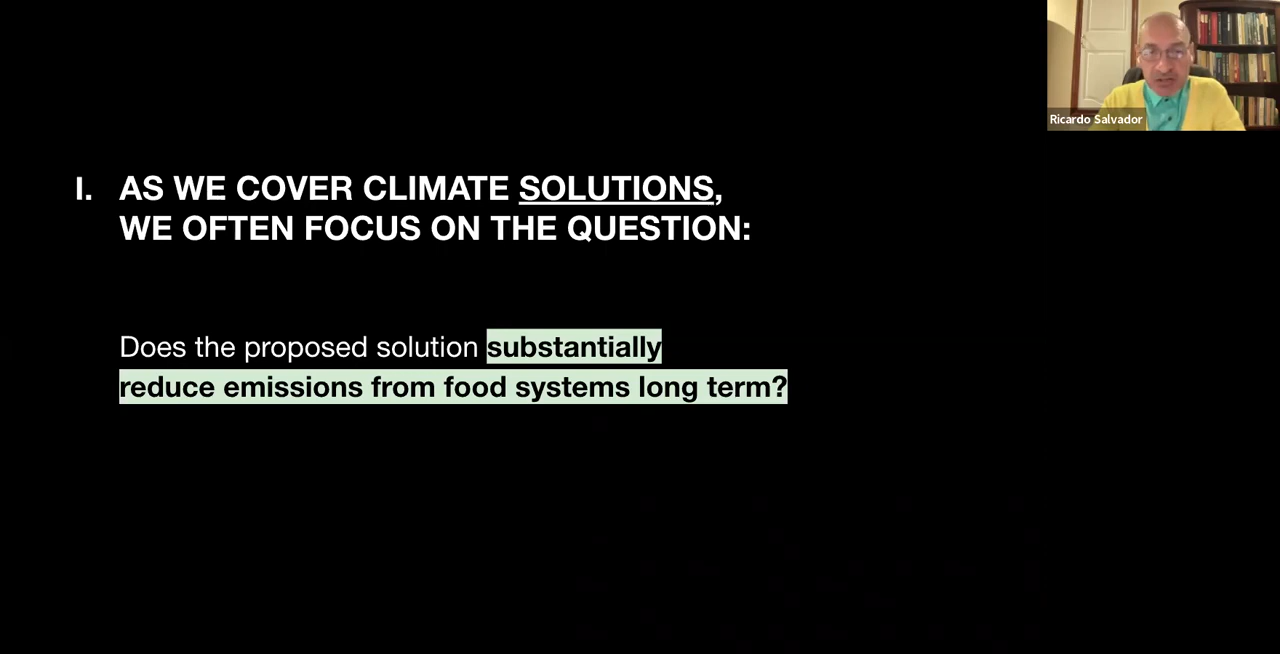 Ricardo Salvador
I. AS WE COVER CLIMATE SOLUTIONS,
WE OFTEN FOCUS ON THE QUESTION:
Does the proposed solution substantially
reduce emissions from food systems long term?